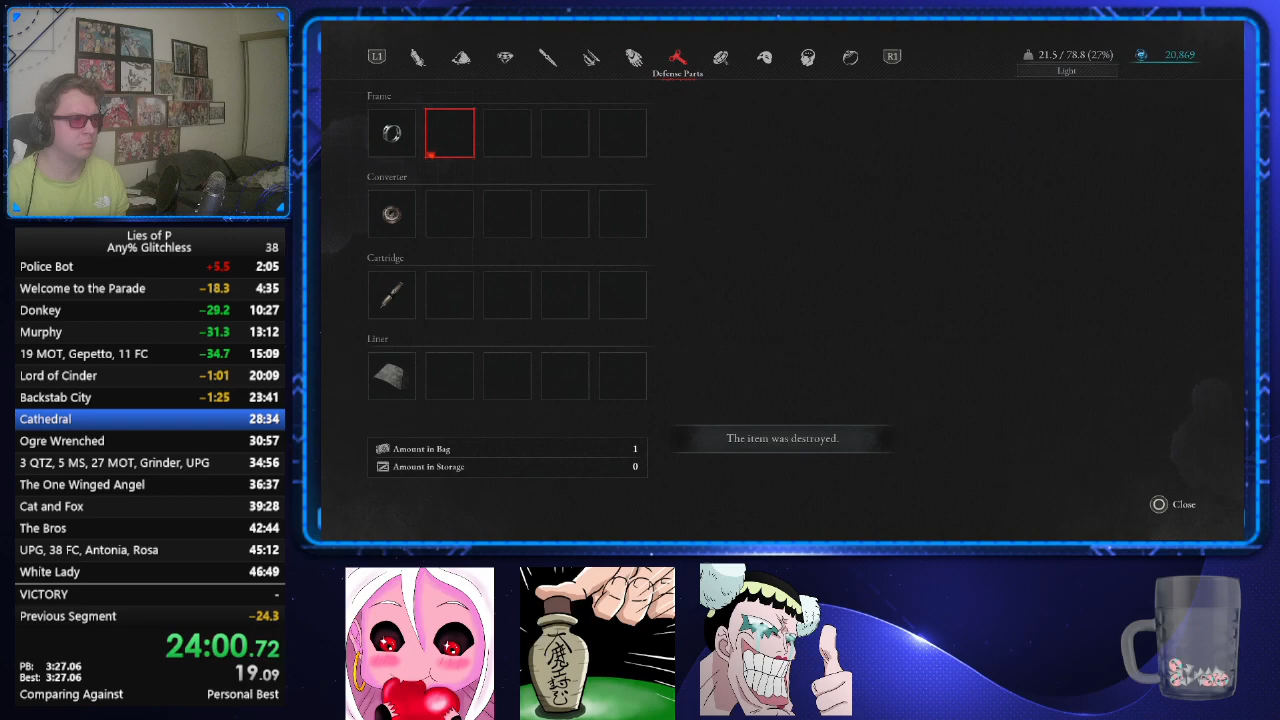 Lies of P
Any% Glitchless 38
Police Bot +5.5 2:05
Welcome to the Parade −18.3 4:35
Donkey −29.2 10:27
Murphy −31.3 13:12
19 MOT, Gepetto, 11 FC −34.7 15:09
Lord of Cinder −1:01 20:09
Backstab City −1:25 23:41
Cathedral 28:34
Ogre Wrenched 30:57
3 QTZ, 5 MS, 27 MOT, Grinder, UPG 34:56
The One Winged Angel 36:37
Cat and Fox 39:28
The Bros 42:44
UPG, 38 FC, Antonia, Rosa 45:12
White Lady 46:49
VICTORY -
Previous Segment −24.3
24:00.72
PB: 3:27.06
Best: 3:27.06
19.09
Comparing Against Personal Best
L1
Defense Parts
R1
21.5 / 78.8 (27%)
Light
20,869
Frame
Converter
Cartridge
Liner
Amount in Bag 1
Amount in Storage 0
The item was destroyed.
Close